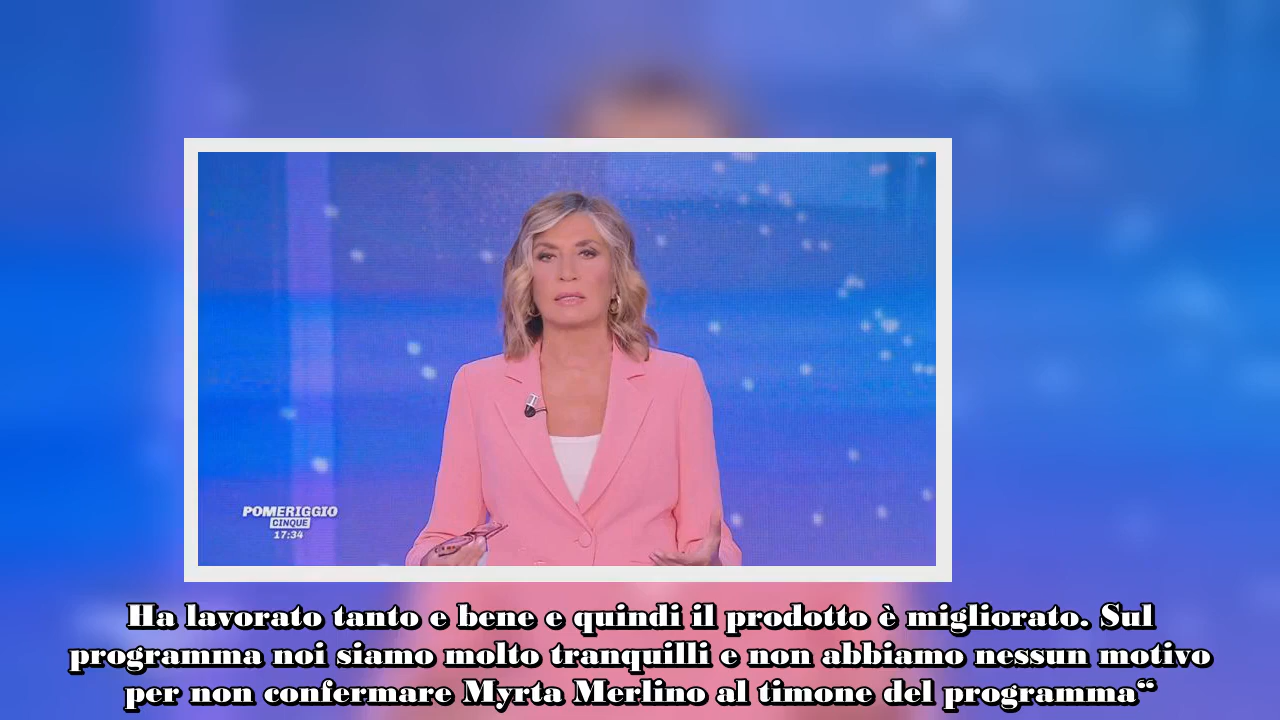 POMERIGGIO
CINQUE
17:34
Ha lavorato tanto e bene e quindi il prodotto è migliorato. Sul
programma noi siamo molto tranquilli e non abbiamo nessun motivo
per non confermare Myrta Merlino al timone del programma“